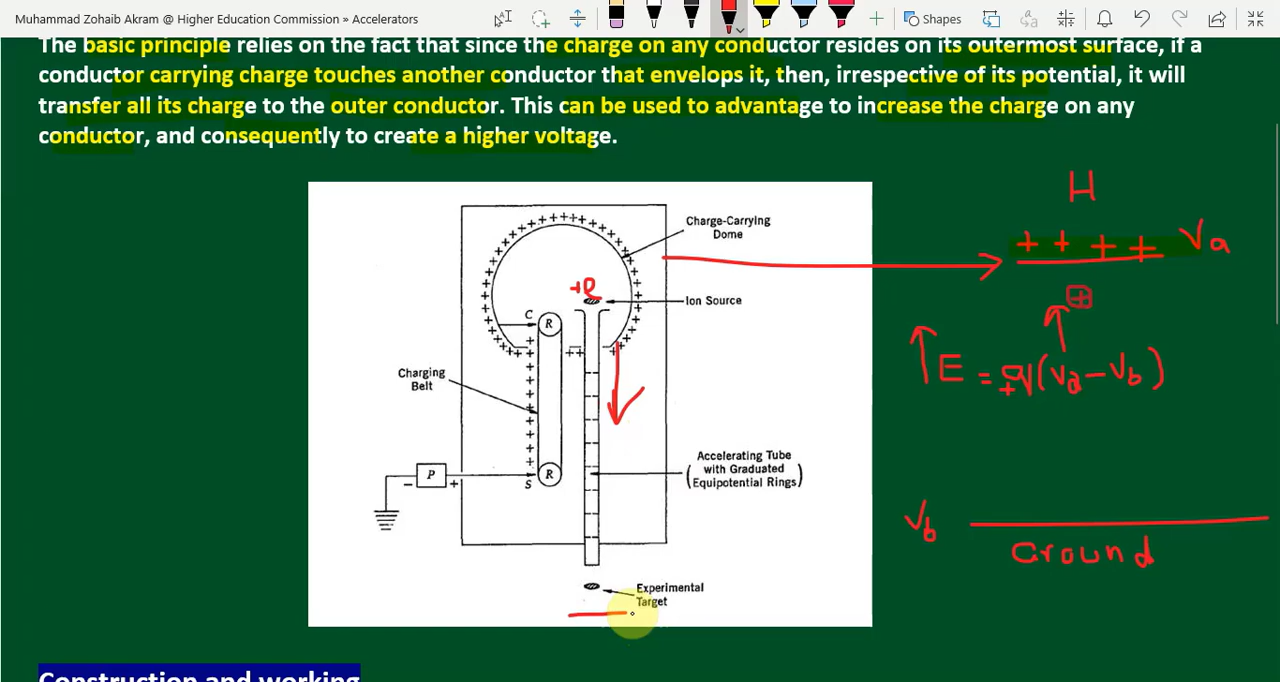 Muhammad Zohaib Akram @ Higher Education Commission » Accelerators
Shapes
The basic principle relies on the fact that since the charge on any conductor resides on its outermost surface, if a
conductor carrying charge touches another conductor that envelops it, then, irrespective of its potential, it will
transfer all its charge to the outer conductor. This can be used to advantage to increase the charge on any
conductor, and consequently to create a higher voltage.
H
+ + + + Va
Charge-Carrying
Dome
+e
Ion Source
C
R
+
E = (Va - Vb)
Charging
Belt
Accelerating Tube
(with Graduated
Equipotential Rings)
P
- +
S
R
Vb
Ground
Experimental
Target
Construction and working